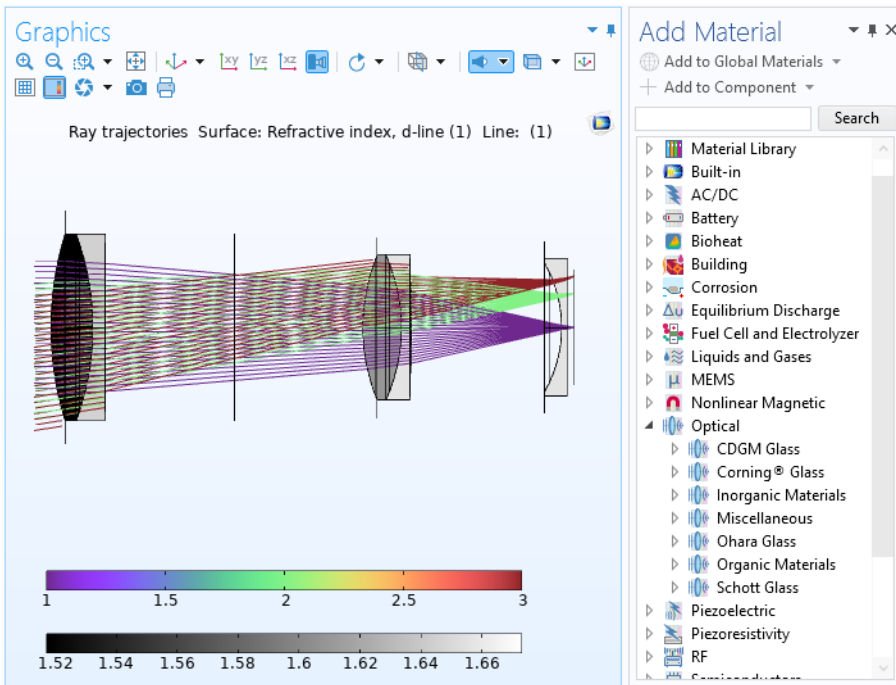 Graphics
xy yz xz
Ray trajectories Surface: Refractive index, d-line (1) Line: (1)
1 1.5 2 2.5 3
1.52 1.54 1.56 1.58 1.6 1.62 1.64 1.66
Add Material
Add to Global Materials
Add to Component
Search
Material Library
Built-in
AC/DC
Battery
Bioheat
Building
Corrosion
Equilibrium Discharge
Fuel Cell and Electrolyzer
Liquids and Gases
MEMS
Nonlinear Magnetic
Optical
CDGM Glass
Corning® Glass
Inorganic Materials
Miscellaneous
Ohara Glass
Organic Materials
Schott Glass
Piezoelectric
Piezoresistivity
RF